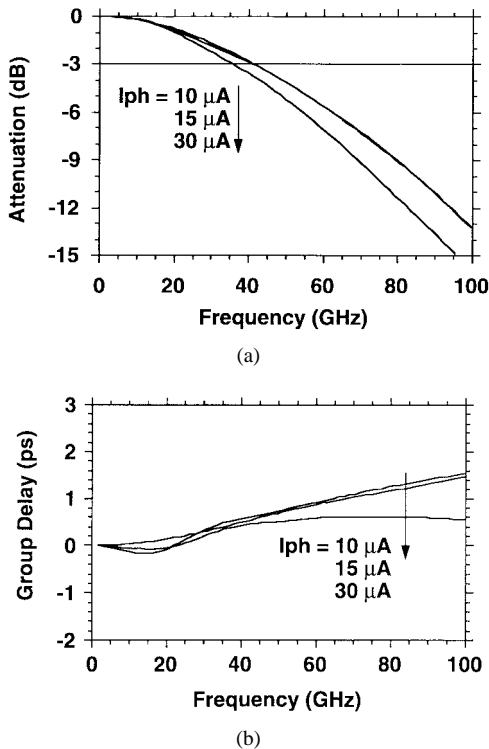 0
-3
-6
-9
-12
-15
Attenuation (dB)
Iph = 10 μA
15 μA
30 μA
0 20 40 60 80 100
Frequency (GHz)
(a)
3
2
1
0
-1
-2
Group Delay (ps)
Iph = 10 μA
15 μA
30 μA
0 20 40 60 80 100
Frequency (GHz)
(b)